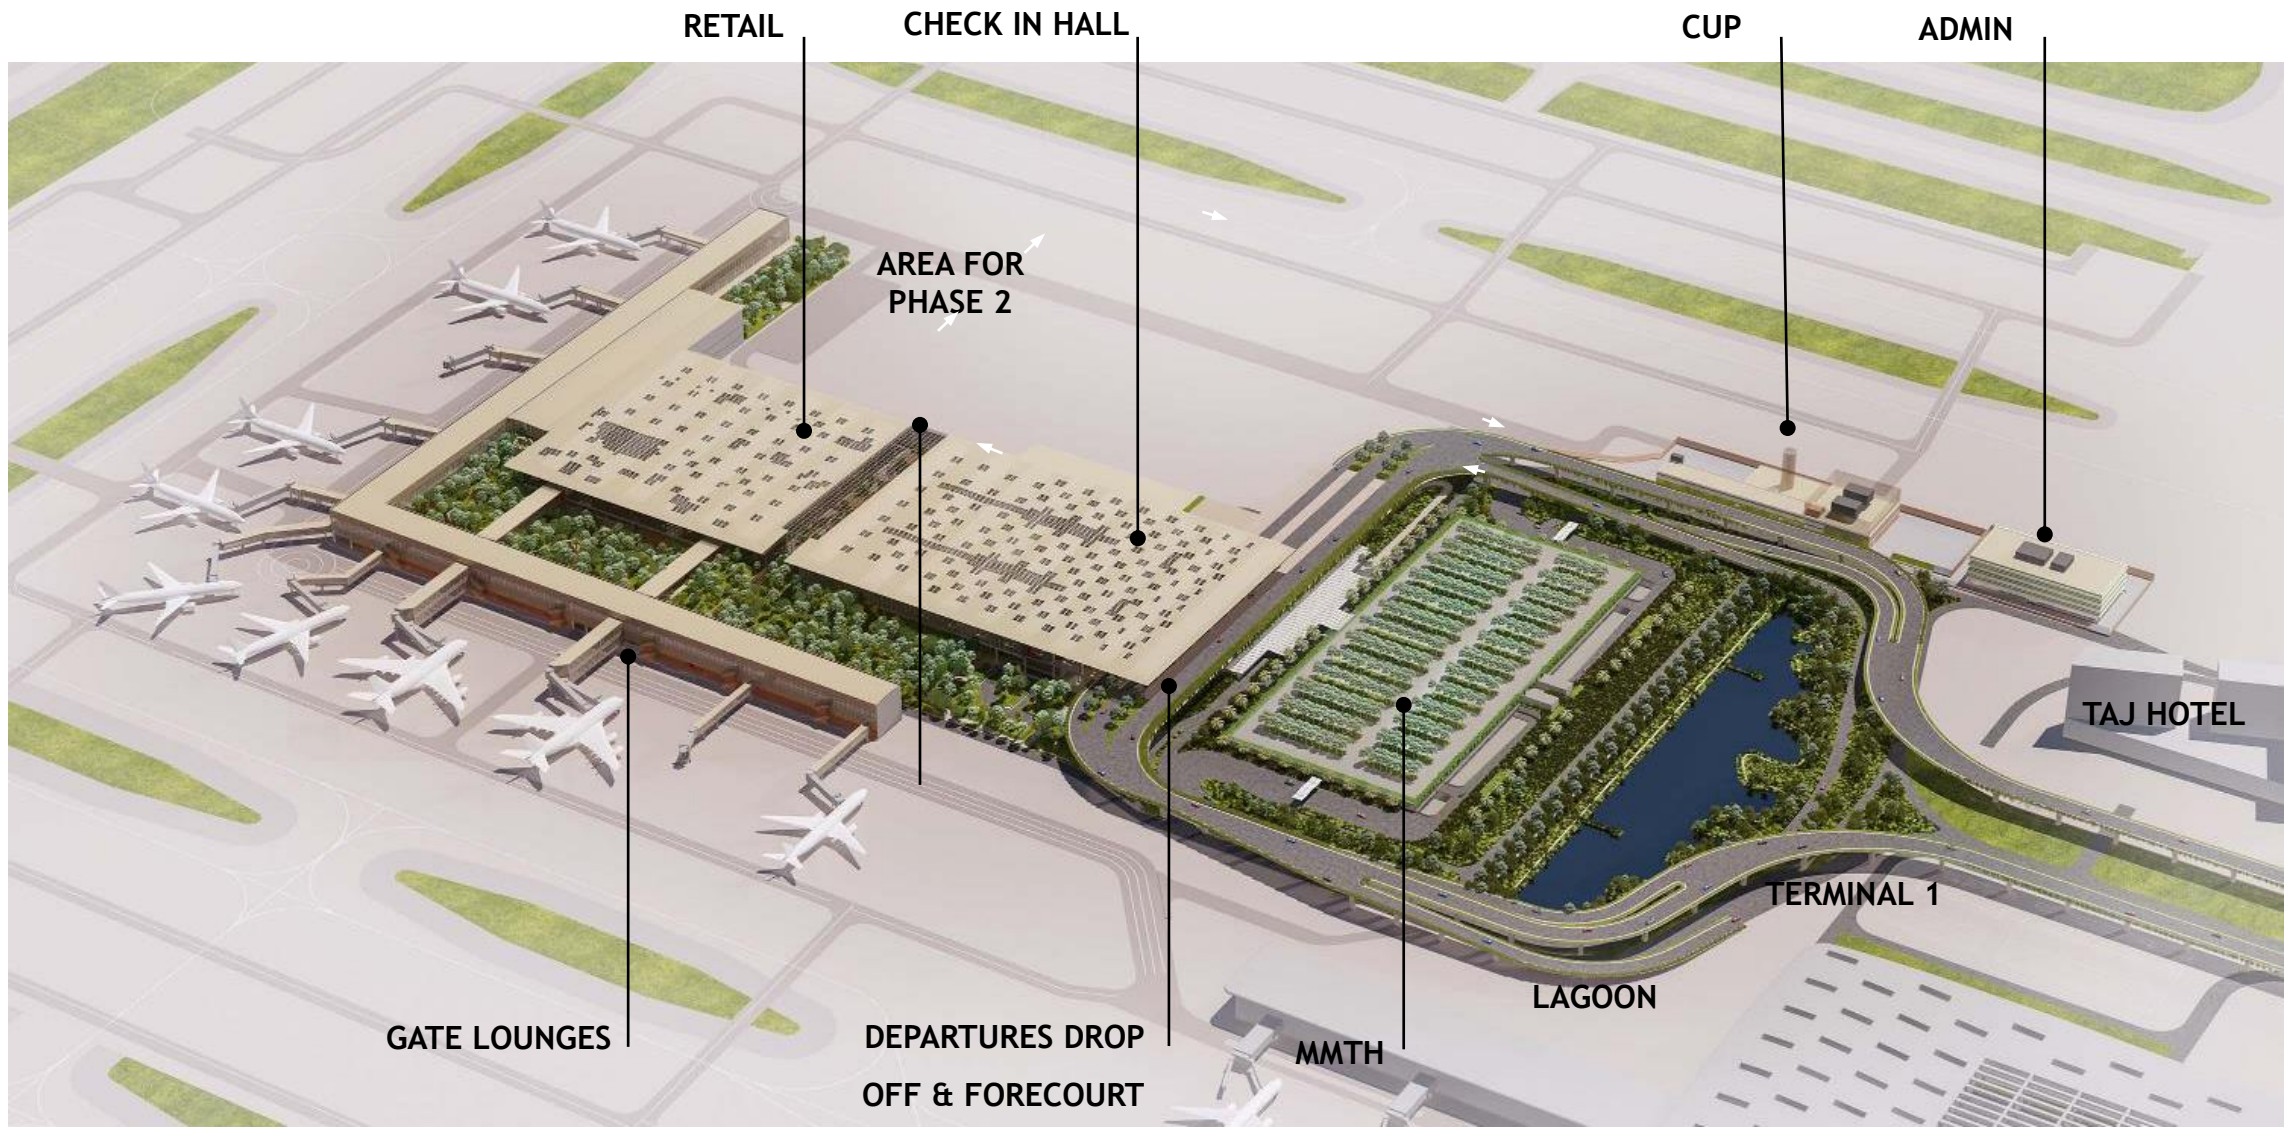 RETAIL
CHECK IN HALL
CUP
ADMIN
AREA FOR
PHASE 2
TAJ HOTEL
TERMINAL 1
LAGOON
GATE LOUNGES
DEPARTURES DROP
OFF & FORECOURT
MMTH